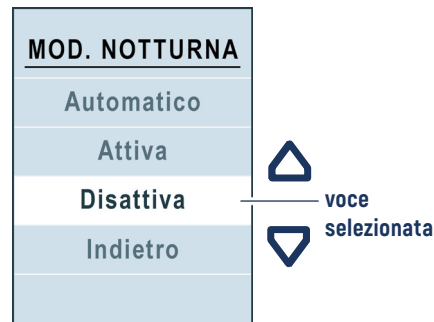 MOD. NOTTURNA
Automatico
Attiva
Disattiva
Indietro
voce
selezionata